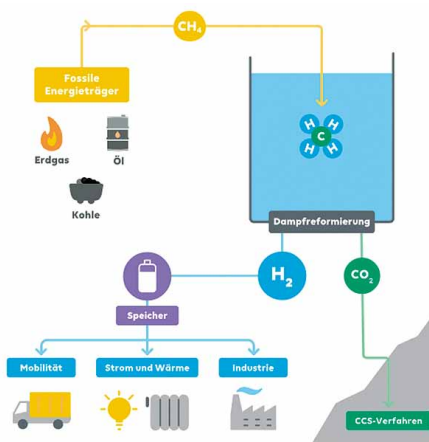 CH₄
Fossile
Energieträger
H H
C
H H
Erdgas
Öl
Kohle
Dampfreformierung
H₂
CO₂
Speicher
Mobilität
Strom und Wärme
Industrie
CCS-Verfahren